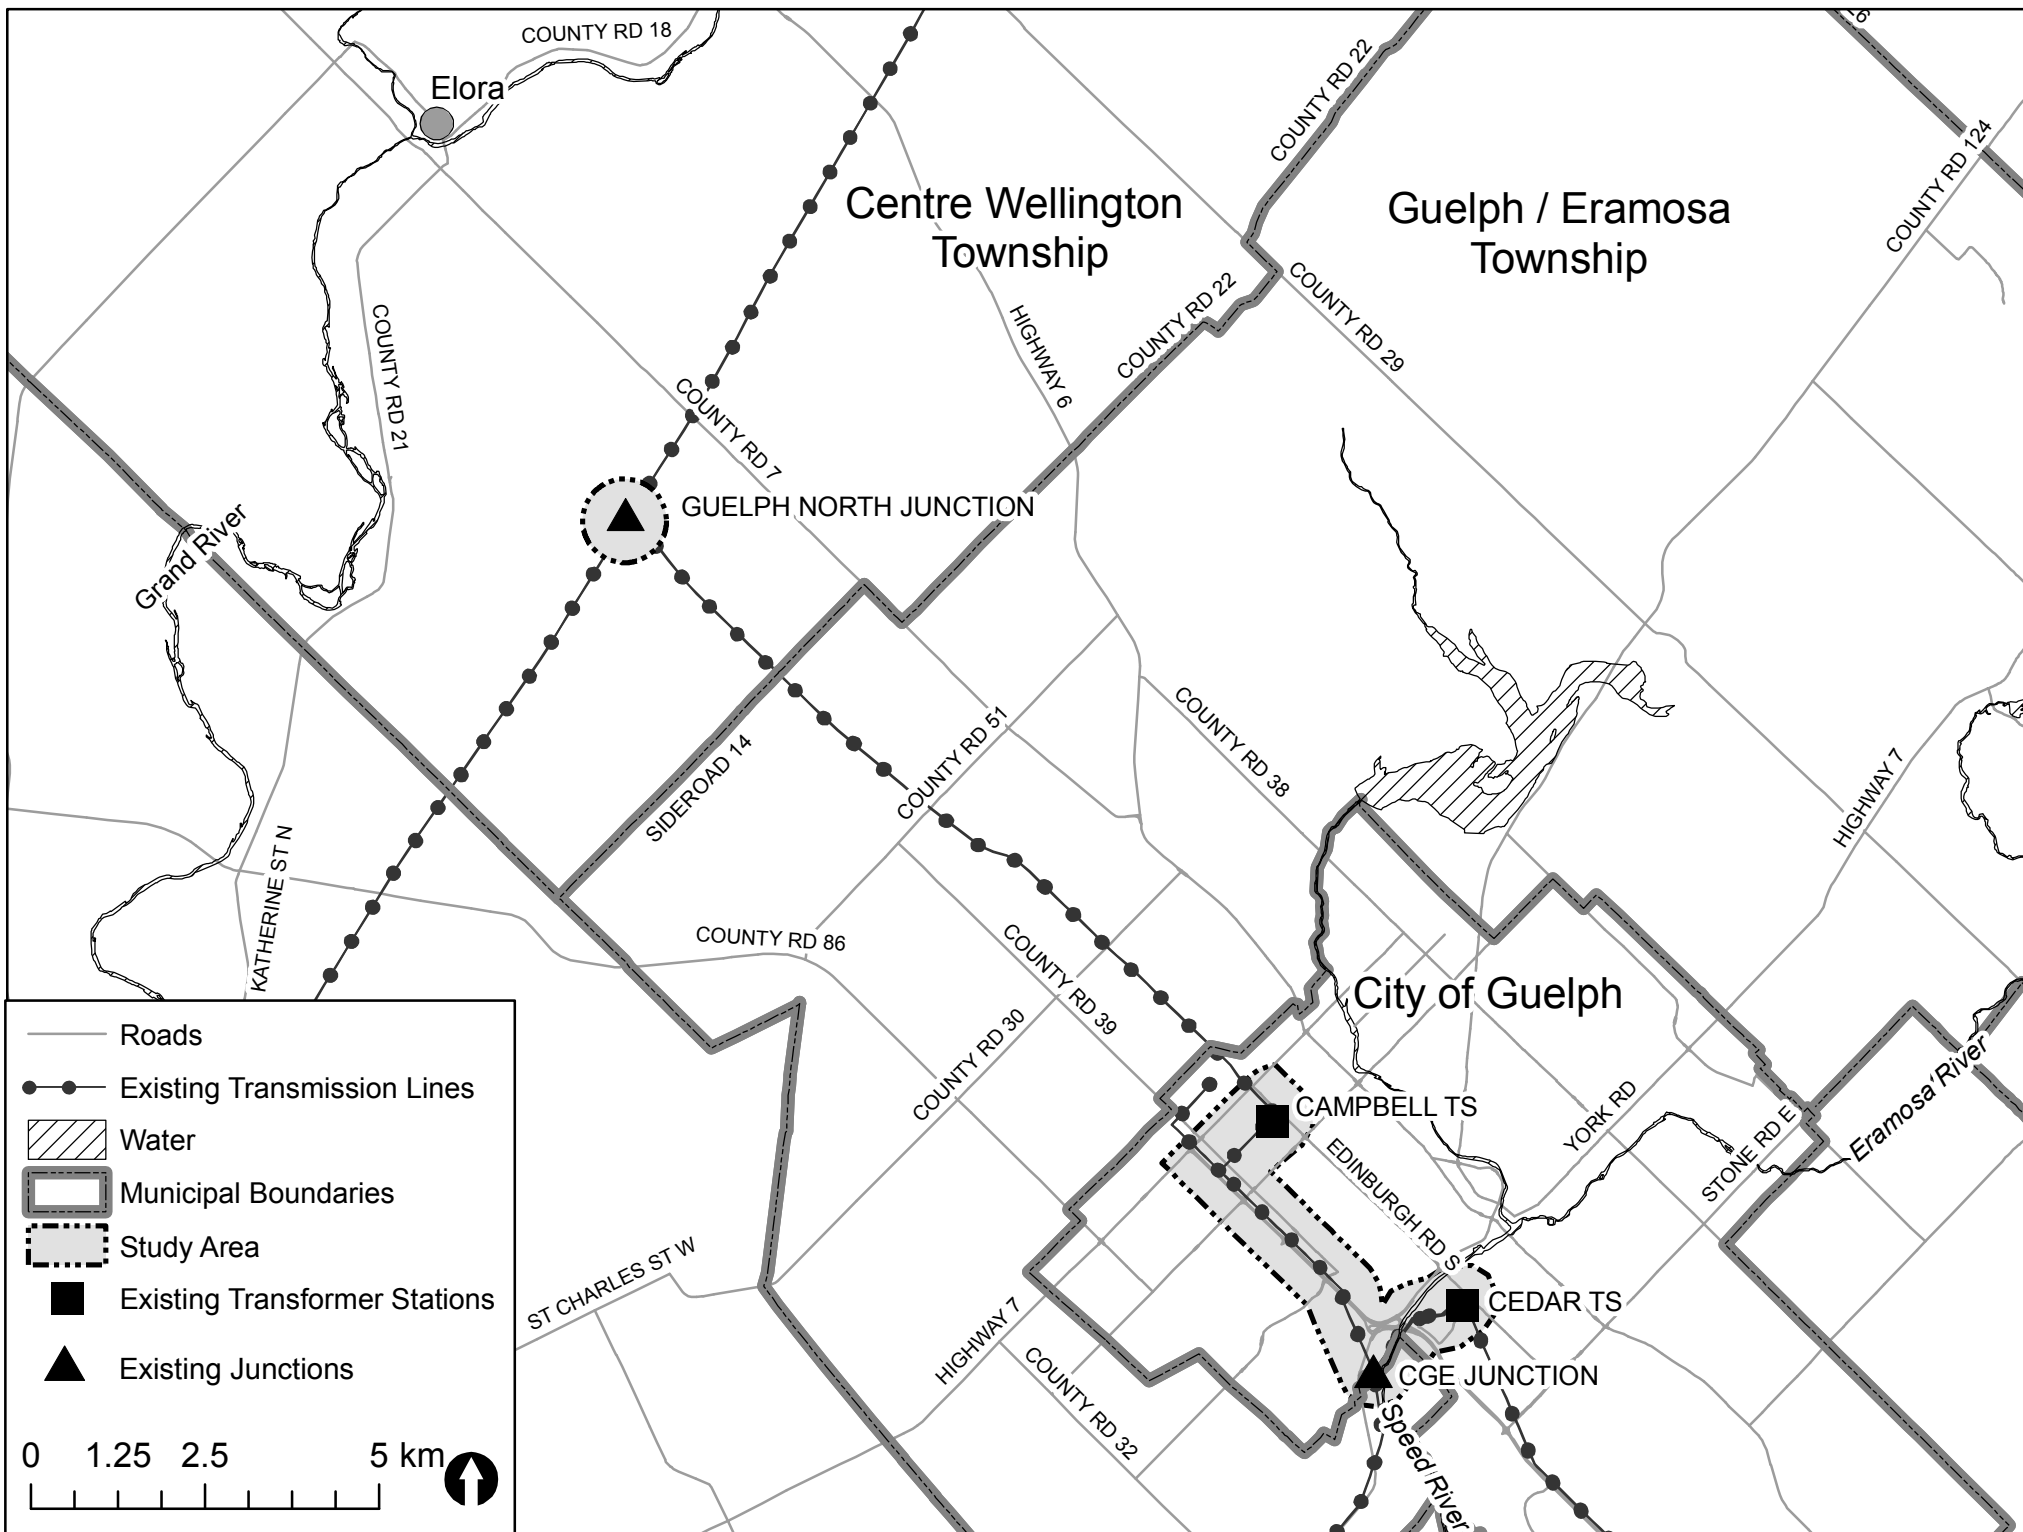 COUNTY RD 18
26
Elora
COUNTY RD 22
COUNTY RD 124
Centre Wellington
Township
Guelph / Eramosa
Township
COUNTY RD 21
HIGHWAY 6
COUNTY RD 22
COUNTY RD 29
COUNTY RD 7
GUELPH NORTH JUNCTION
Grand River
SIDEROAD 14
COUNTY RD 51
COUNTY RD 38
HIGHWAY 7
KATHERINE ST N
COUNTY RD 86
COUNTY RD 39
City of Guelph
COUNTY RD 30
CAMPBELL TS
EDINBURGH RD S
YORK RD
STONE RD E
Eramosa River
ST CHARLES ST W
HIGHWAY 7
CEDAR TS
CGE JUNCTION
COUNTY RD 32
Speed River
Roads
Existing Transmission Lines
Water
Municipal Boundaries
Study Area
Existing Transformer Stations
Existing Junctions
0 1.25 2.5 5 km